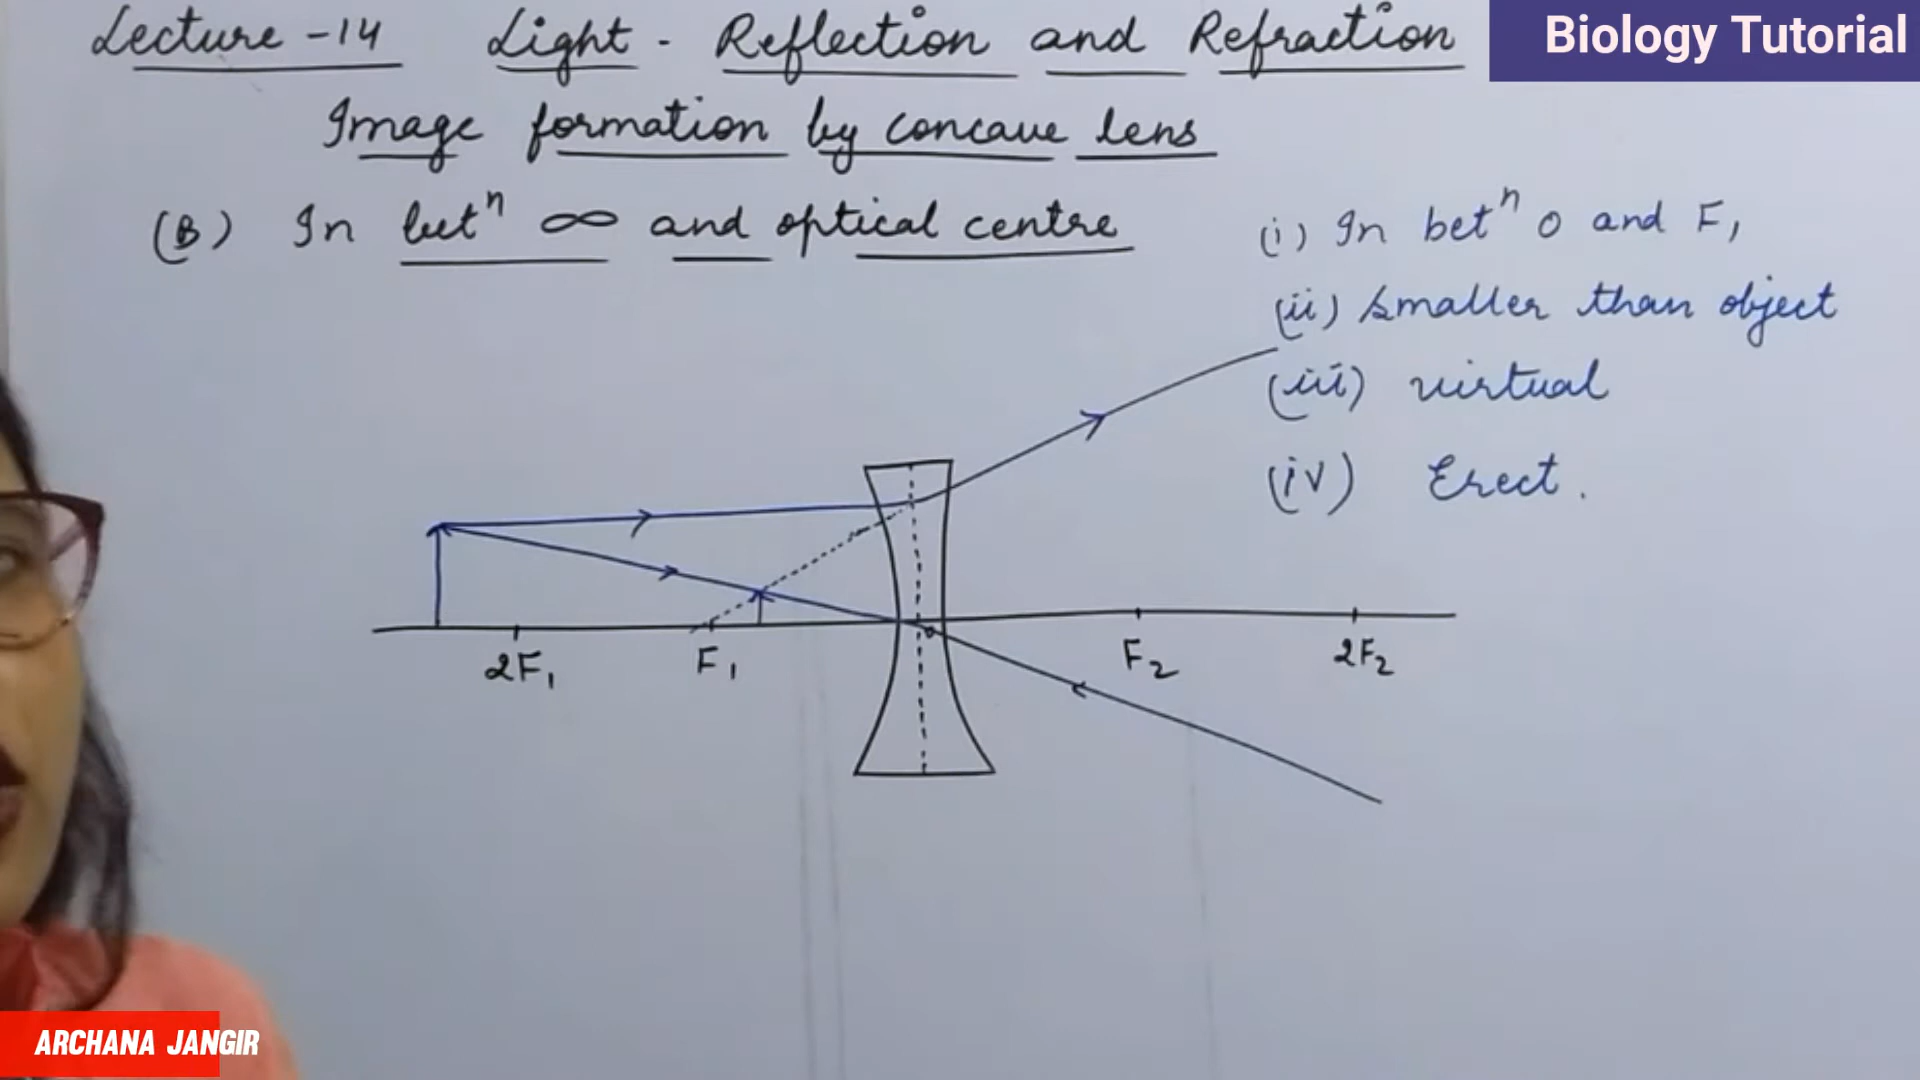 Lecture -14 Light - Reflection and Refraction
Biology Tutorial
Image formation by concave lens
(B) In betⁿ ∞ and optical centre
(i) In betⁿ O and F₁
(ii) smaller than object
(iii) virtual
(iv) Erect.
2F₁ F₁ F₂ 2F₂
ARCHANA JANGIR